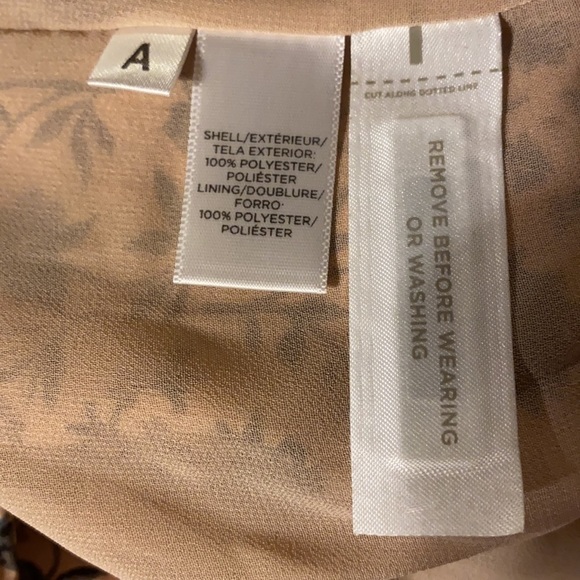 A
SHELL/EXTÉRIEUR/
TELA EXTERIOR:
100% POLYESTER/
POLIÉSTER
LINING/DOUBLURE/
FORRO:
100% POLYESTER/
POLIÉSTER
CUT ALONG DOTTED LINE
REMOVE BEFORE WEARING
OR WASHING